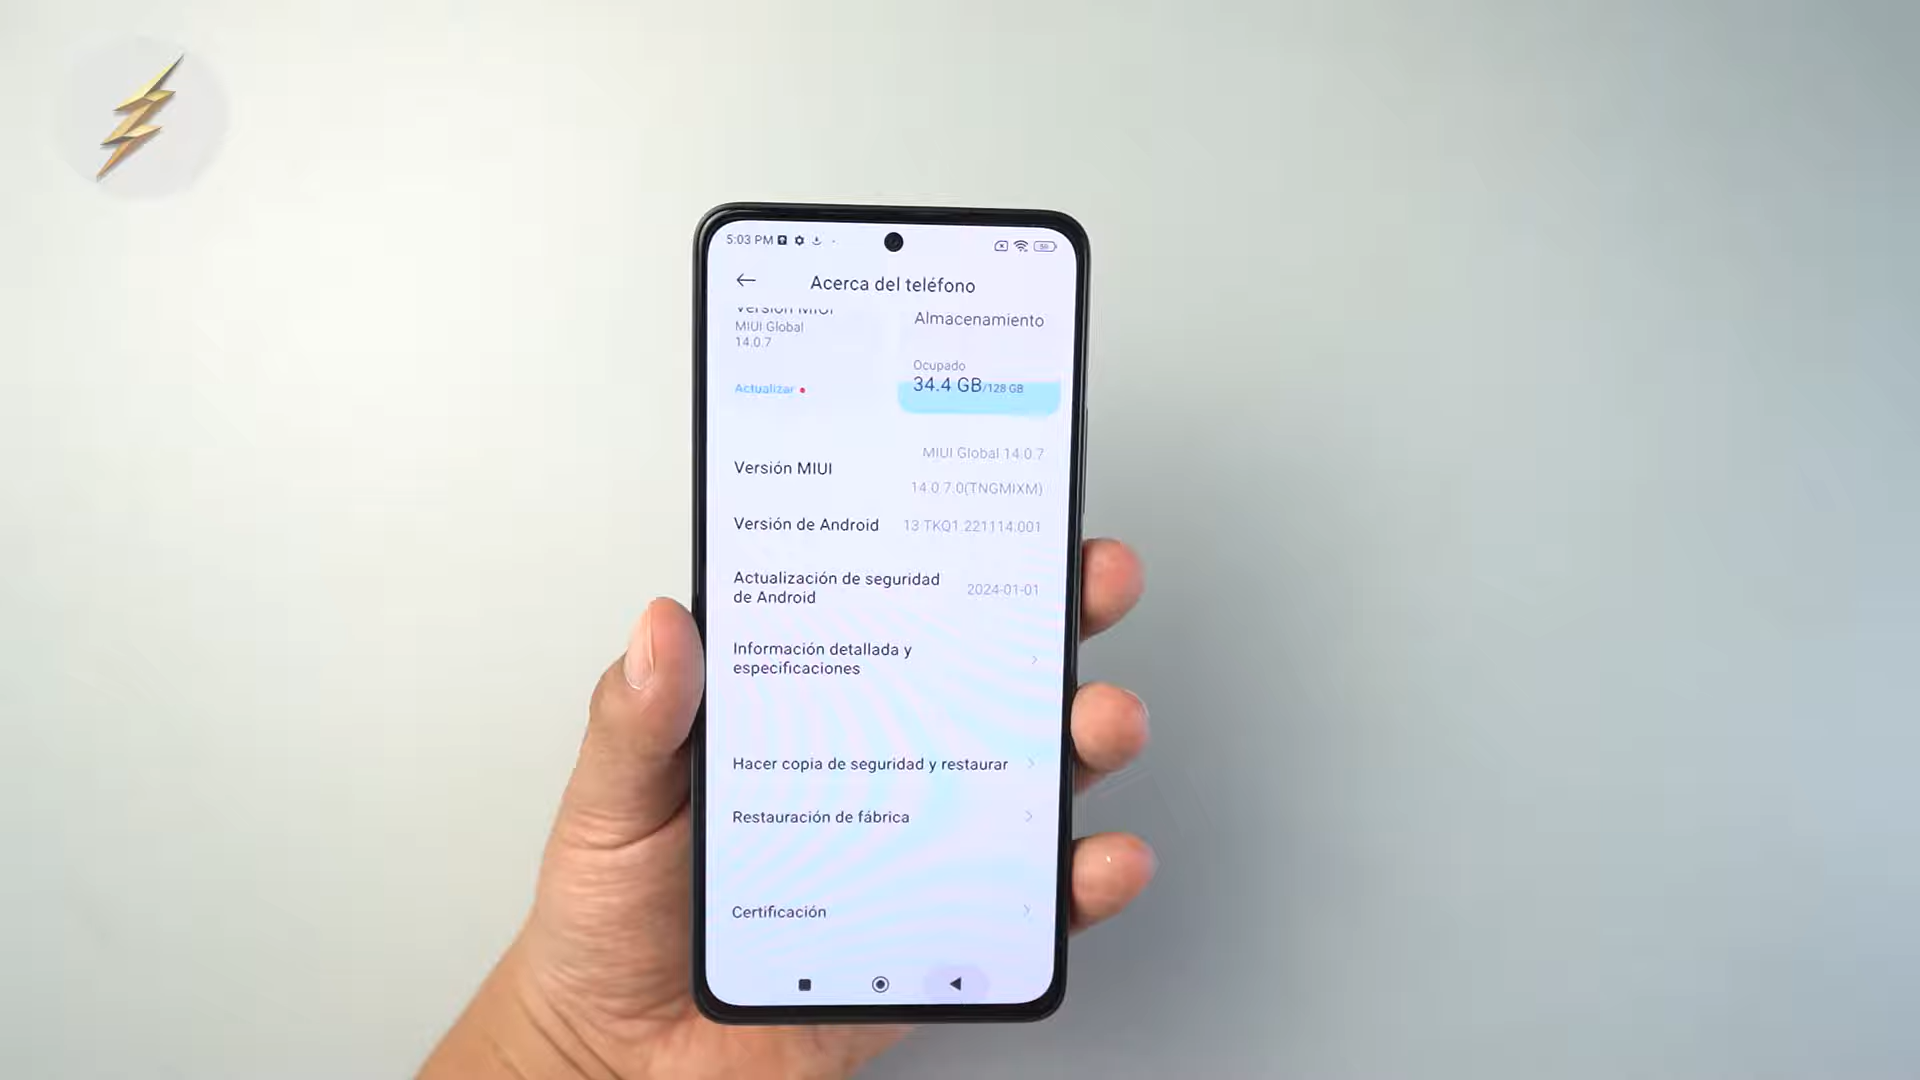 5:03 PM
59
Acerca del teléfono
Versión MIUI
MIUI Global
14.0.7
Actualizar
Almacenamiento
Ocupado
34.4 GB/128 GB
Versión MIUI
MIUI Global 14.0.7
14.0.7.0(TNGMIXM)
Versión de Android
13 TKQ1.221114.001
Actualización de seguridad
de Android
2024-01-01
Información detallada y
especificaciones
Hacer copia de seguridad y restaurar
Restauración de fábrica
Certificación